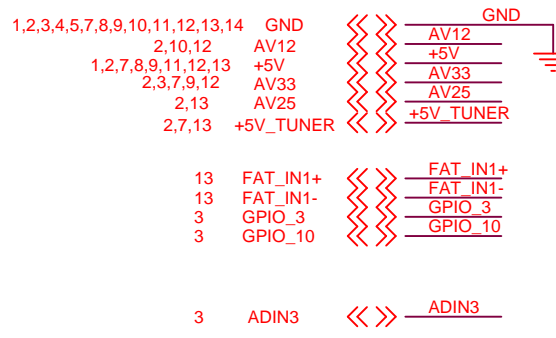 1,2,3,4,5,7,8,9,10,11,12,13,14 GND GND
2,10,12 AV12 AV12
1,2,7,8,9,11,12,13 +5V +5V
2,3,7,9,12 AV33 AV33
2,13 AV25 AV25
2,7,13 +5V_TUNER +5V_TUNER
13 FAT_IN1+ FAT_IN1+
13 FAT_IN1- FAT_IN1-
3 GPIO_3 GPIO_3
3 GPIO_10 GPIO_10
3 ADIN3 ADIN3